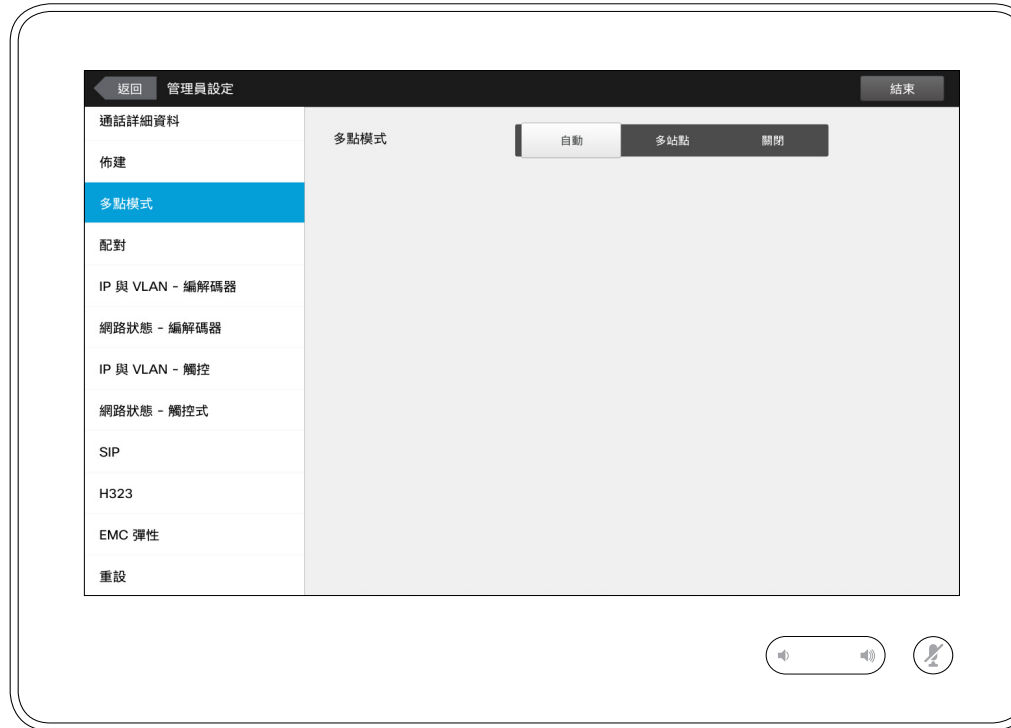 返回 管理員設定 結束
通話詳細資料
多點模式 自動 多站點 關閉
佈建
多點模式
配對
IP 與 VLAN - 編解碼器
網路狀態 - 編解碼器
IP 與 VLAN - 觸控
網路狀態 - 觸控式
SIP
H323
EMC 彈性
重設